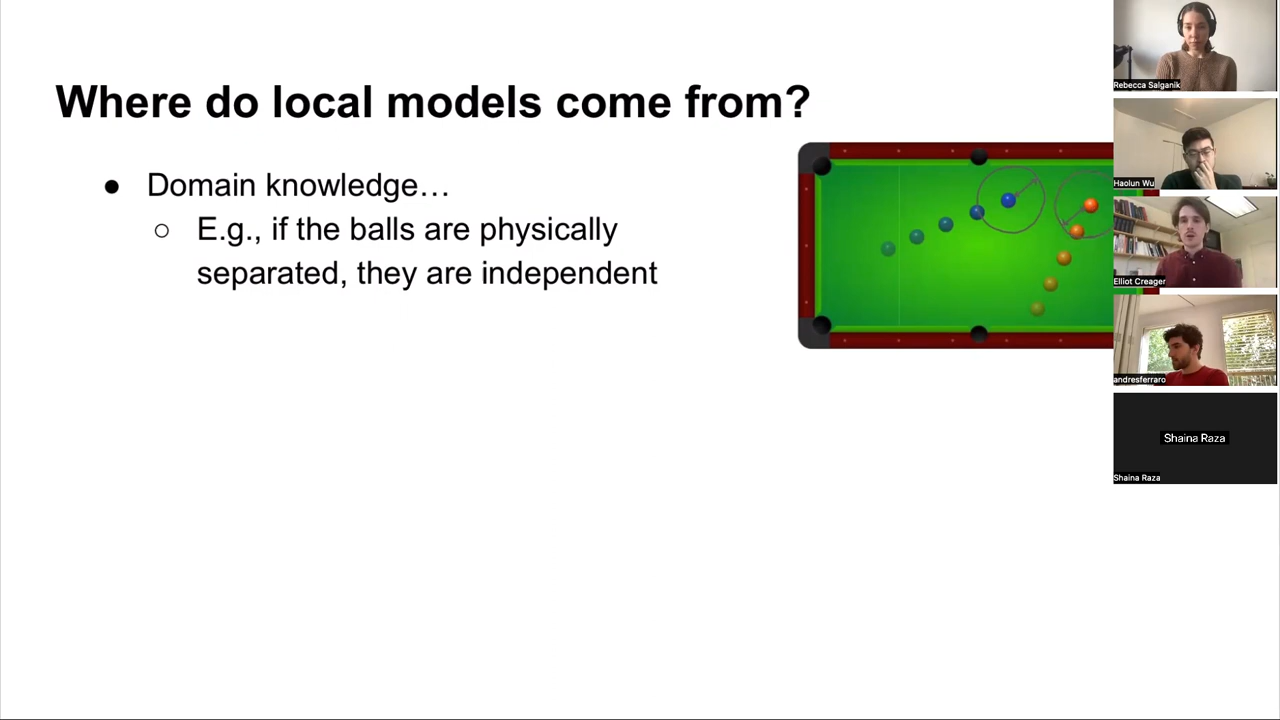 Where do local models come from?
● Domain knowledge…
○ E.g., if the balls are physically
separated, they are independent
Rebecca Salganik
Haolun Wu
Elliot Creager
andresferraro
Shaina Raza
Shaina Raza